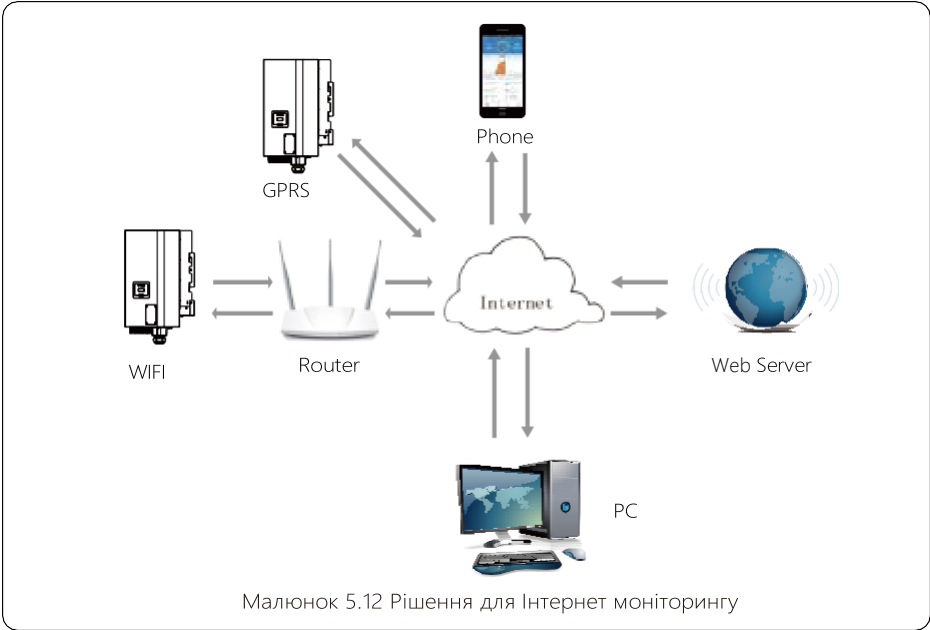 Phone
GPRS
Internet
WIFI
Router
Web Server
PC
Малюнок 5.12 Рішення для Інтернет моніторингу